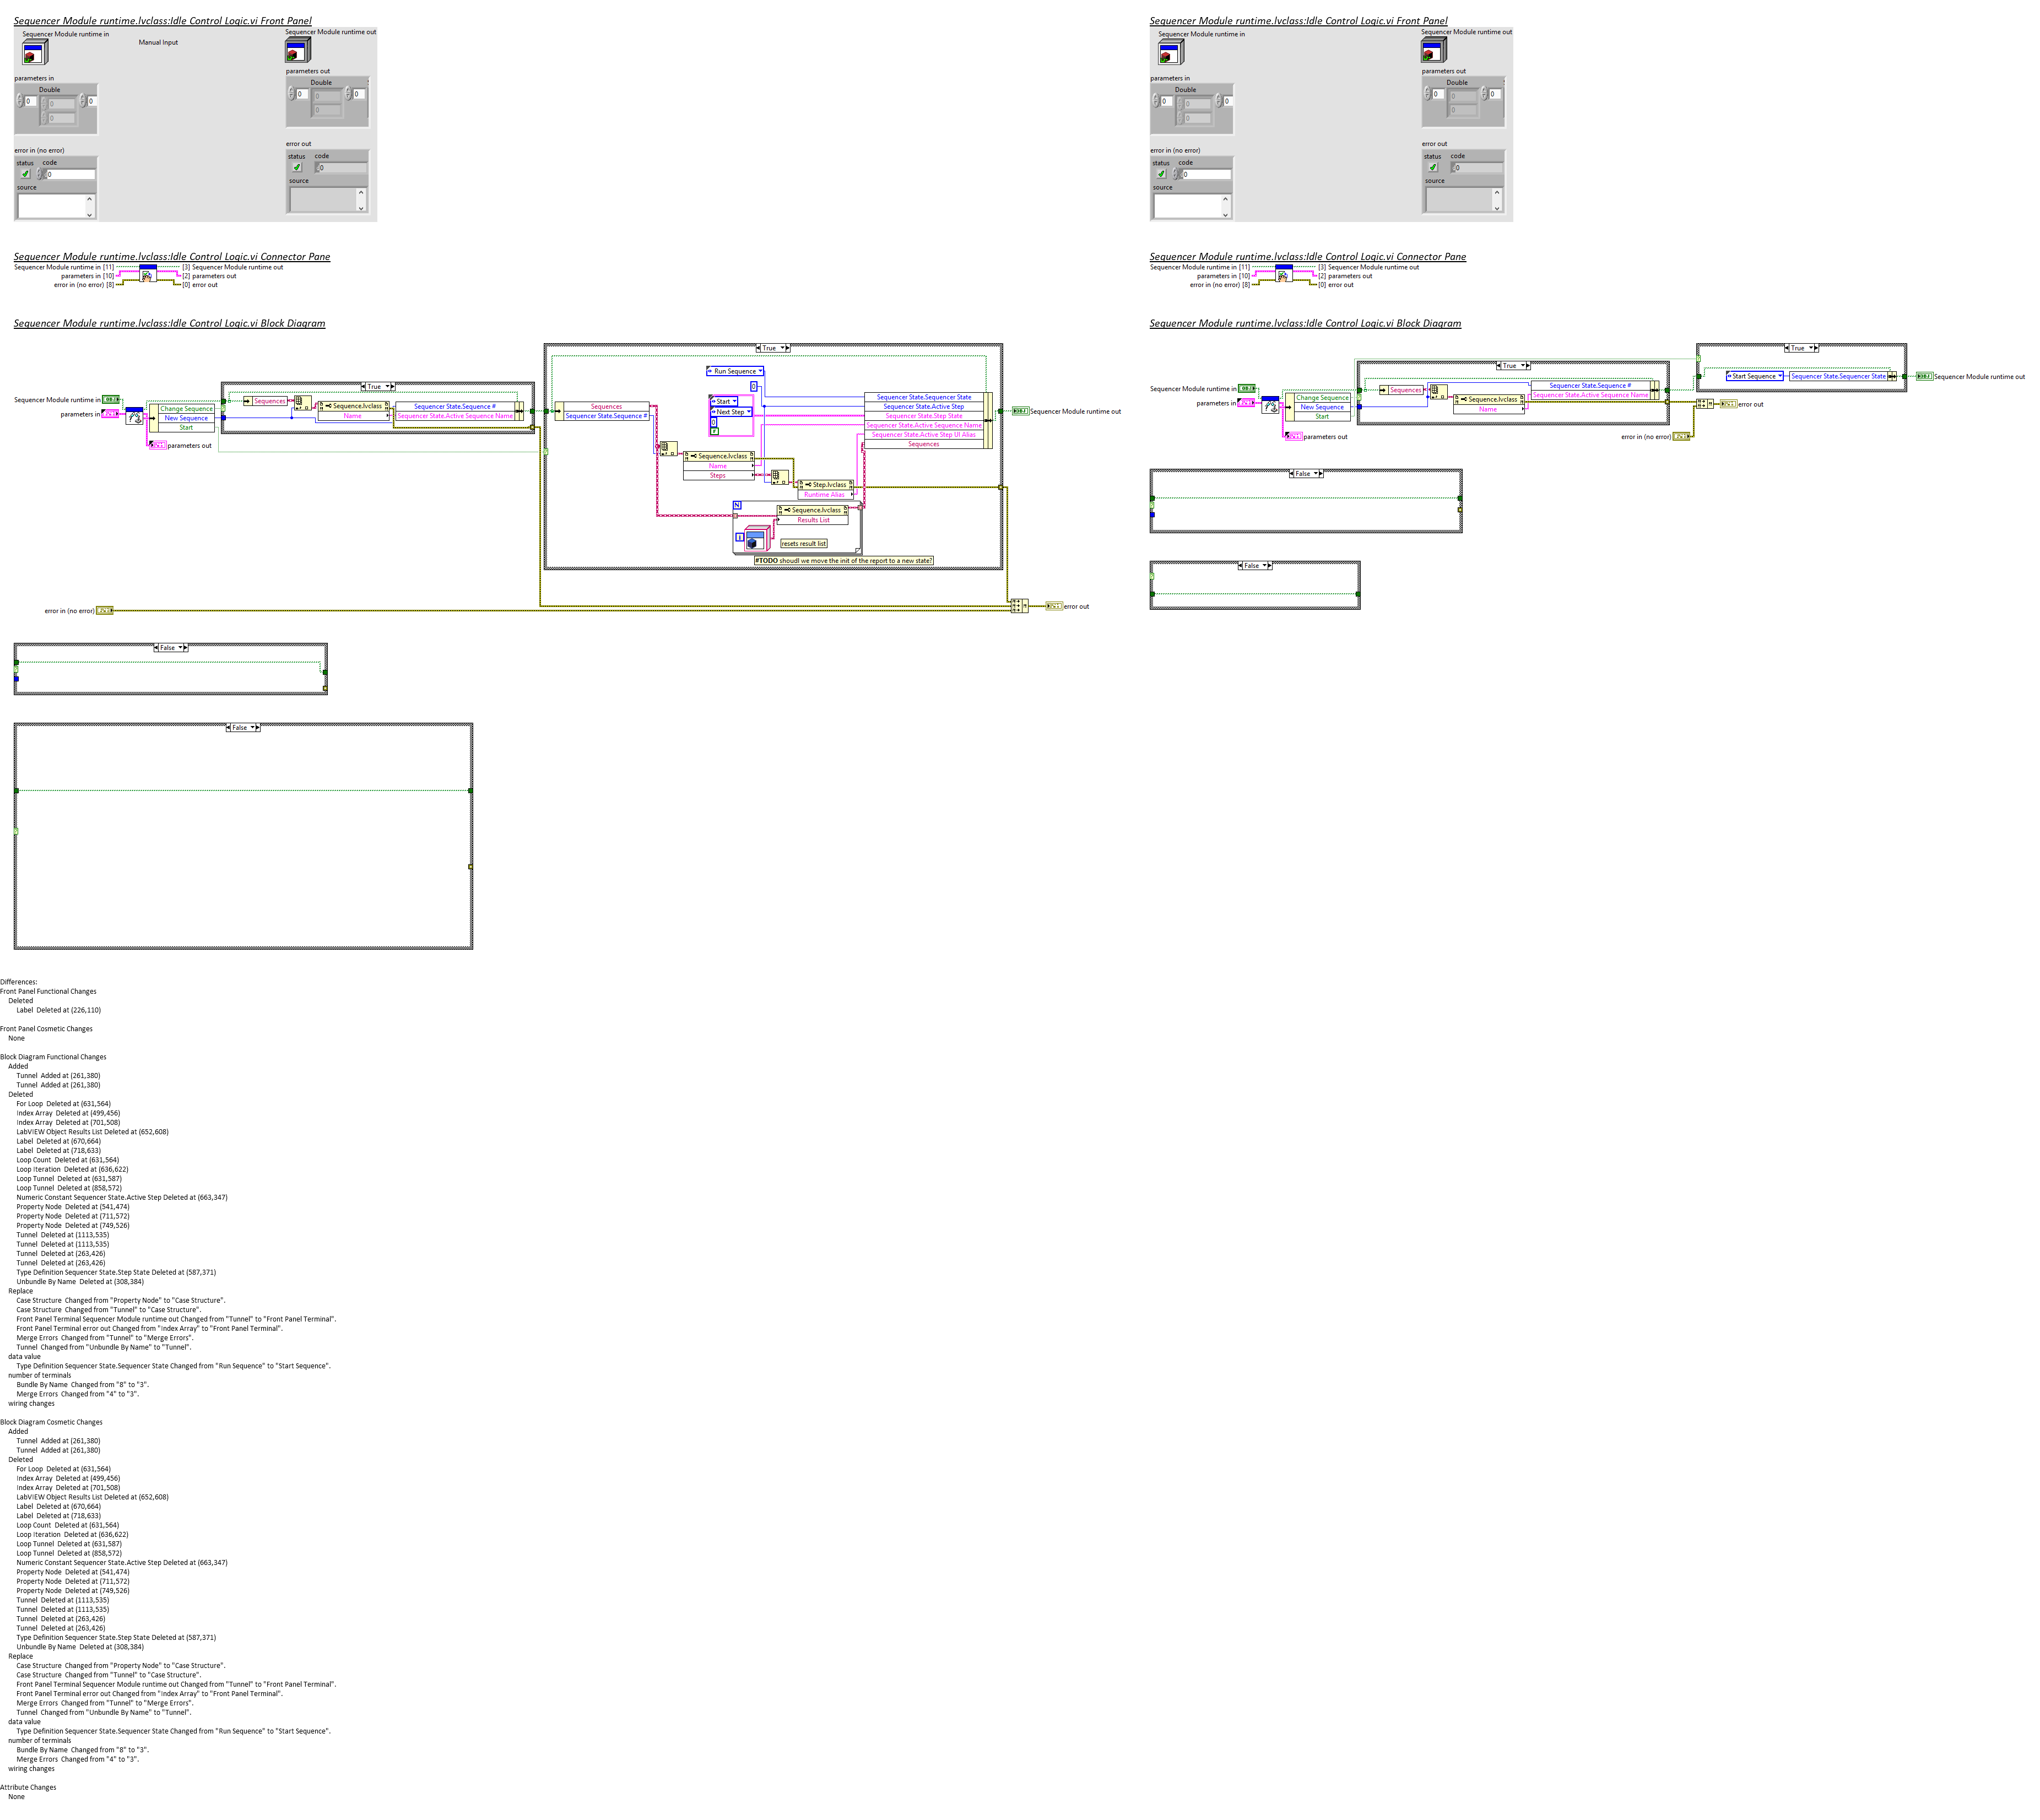 Sequencer Module runtime.lvclass:Idle Control Logic.vi Front Panel
Sequencer Module runtime in
Manual Input
Sequencer Module runtime out
parameters in
Double
0
0
0
0
parameters out
Double
0
0
0
0
error in (no error)
status code
0
source
error out
status code
0
source
Sequencer Module runtime.lvclass:Idle Control Logic.vi Connector Pane
Sequencer Module runtime in [11]
parameters in [10]
error in (no error) [8]
[3] Sequencer Module runtime out
[2] parameters out
[0] error out
Sequencer Module runtime.lvclass:Idle Control Logic.vi Block Diagram
Sequencer Module runtime in
parameters in
parameters out
Change Sequence
New Sequence
Start
True
Sequences
Sequence.lvclass
Name
Sequencer State.Sequence #
Sequencer State.Active Sequence Name
True
Sequences
Sequencer State.Sequence #
Run Sequence
0
Start
Next Step
0
F
Sequence.lvclass
Name
Steps
Step.lvclass
Runtime Alias
Sequencer State.Sequencer State
Sequencer State.Active Step
Sequencer State.Step State
Sequencer State.Active Sequence Name
Sequencer State.Active Step UI Alias
Sequences
N
i
Sequence.lvclass
Results List
resets result list
#TODO shoudl we move the init of the report to a new state?
Sequencer Module runtime out
error in (no error)
error out
False
False
Sequencer Module runtime.lvclass:Idle Control Logic.vi Front Panel
Sequencer Module runtime in
Sequencer Module runtime out
parameters in
Double
0
0
0
0
parameters out
Double
0
0
0
0
error in (no error)
status code
0
source
error out
status code
0
source
Sequencer Module runtime.lvclass:Idle Control Logic.vi Connector Pane
Sequencer Module runtime in [11]
parameters in [10]
error in (no error) [8]
[3] Sequencer Module runtime out
[2] parameters out
[0] error out
Sequencer Module runtime.lvclass:Idle Control Logic.vi Block Diagram
Sequencer Module runtime in
parameters in
parameters out
Change Sequence
New Sequence
Start
True
Sequences
Sequence.lvclass
Name
Sequencer State.Sequence #
Sequencer State.Active Sequence Name
True
Start Sequence
Sequencer State.Sequencer State
Sequencer Module runtime out
error out
error in (no error)
False
False
Differences:
Front Panel Functional Changes
Deleted
Label Deleted at (226,110)
Front Panel Cosmetic Changes
None
Block Diagram Functional Changes
Added
Tunnel Added at (261,380)
Tunnel Added at (261,380)
Deleted
For Loop Deleted at (631,564)
Index Array Deleted at (499,456)
Index Array Deleted at (701,508)
LabVIEW Object Results List Deleted at (652,608)
Label Deleted at (670,664)
Label Deleted at (718,633)
Loop Count Deleted at (631,564)
Loop Iteration Deleted at (636,622)
Loop Tunnel Deleted at (631,587)
Loop Tunnel Deleted at (858,572)
Numeric Constant Sequencer State.Active Step Deleted at (663,347)
Property Node Deleted at (541,474)
Property Node Deleted at (711,572)
Property Node Deleted at (749,526)
Tunnel Deleted at (1113,535)
Tunnel Deleted at (1113,535)
Tunnel Deleted at (263,426)
Tunnel Deleted at (263,426)
Type Definition Sequencer State.Step State Deleted at (587,371)
Unbundle By Name Deleted at (308,384)
Replace
Case Structure Changed from "Property Node" to "Case Structure".
Case Structure Changed from "Tunnel" to "Case Structure".
Front Panel Terminal Sequencer Module runtime out Changed from "Tunnel" to "Front Panel Terminal".
Front Panel Terminal error out Changed from "Index Array" to "Front Panel Terminal".
Merge Errors Changed from "Tunnel" to "Merge Errors".
Tunnel Changed from "Unbundle By Name" to "Tunnel".
data value
Type Definition Sequencer State.Sequencer State Changed from "Run Sequence" to "Start Sequence".
number of terminals
Bundle By Name Changed from "8" to "3".
Merge Errors Changed from "4" to "3".
wiring changes
Block Diagram Cosmetic Changes
Added
Tunnel Added at (261,380)
Tunnel Added at (261,380)
Deleted
For Loop Deleted at (631,564)
Index Array Deleted at (499,456)
Index Array Deleted at (701,508)
LabVIEW Object Results List Deleted at (652,608)
Label Deleted at (670,664)
Label Deleted at (718,633)
Loop Count Deleted at (631,564)
Loop Iteration Deleted at (636,622)
Loop Tunnel Deleted at (631,587)
Loop Tunnel Deleted at (858,572)
Numeric Constant Sequencer State.Active Step Deleted at (663,347)
Property Node Deleted at (541,474)
Property Node Deleted at (711,572)
Property Node Deleted at (749,526)
Tunnel Deleted at (1113,535)
Tunnel Deleted at (1113,535)
Tunnel Deleted at (263,426)
Tunnel Deleted at (263,426)
Type Definition Sequencer State.Step State Deleted at (587,371)
Unbundle By Name Deleted at (308,384)
Replace
Case Structure Changed from "Property Node" to "Case Structure".
Case Structure Changed from "Tunnel" to "Case Structure".
Front Panel Terminal Sequencer Module runtime out Changed from "Tunnel" to "Front Panel Terminal".
Front Panel Terminal error out Changed from "Index Array" to "Front Panel Terminal".
Merge Errors Changed from "Tunnel" to "Merge Errors".
Tunnel Changed from "Unbundle By Name" to "Tunnel".
data value
Type Definition Sequencer State.Sequencer State Changed from "Run Sequence" to "Start Sequence".
number of terminals
Bundle By Name Changed from "8" to "3".
Merge Errors Changed from "4" to "3".
wiring changes
Attribute Changes
None